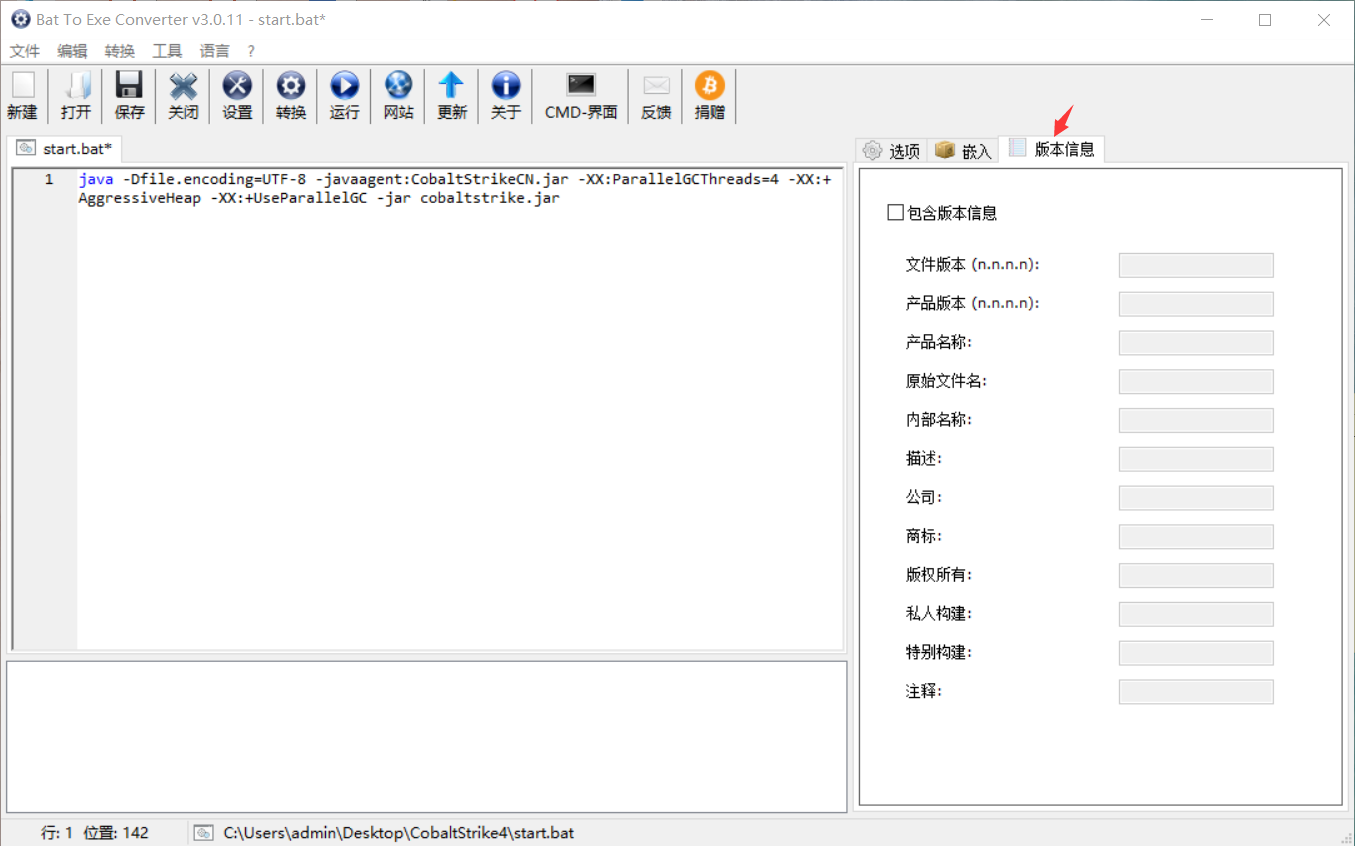 Bat To Exe Converter v3.0.11 - start.bat*
文件 编辑 转换 工具 语言 ?
新建 打开 保存 关闭 设置 转换 运行 网站 更新 关于 CMD-界面 反馈 捐赠
start.bat*
选项 嵌入 版本信息
1 java -Dfile.encoding=UTF-8 -javaagent:CobaltStrikeCN.jar -XX:ParallelGCThreads=4 -XX:+
AggressiveHeap -XX:+UseParallelGC -jar cobaltstrike.jar
包含版本信息
文件版本 (n.n.n.n):
产品版本 (n.n.n.n):
产品名称:
原始文件名:
内部名称:
描述:
公司:
商标:
版权所有:
私人构建:
特别构建:
注释:
行: 1 位置: 142 C:\Users\admin\Desktop\CobaltStrike4\start.bat